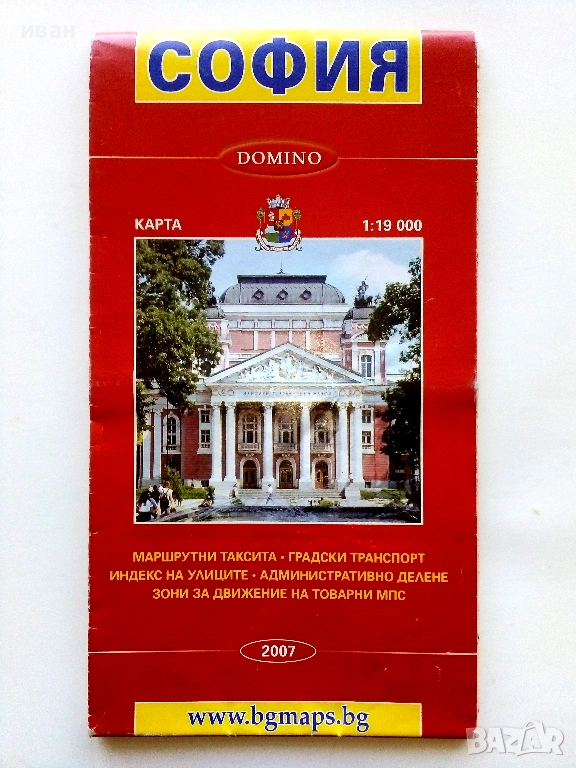 иван
СОФИЯ
DOMINO
КАРТА 1:19 000
МАРШРУТНИ ТАКСИТА · ГРАДСКИ ТРАНСПОРТ
ИНДЕКС НА УЛИЦИТЕ · АДМИНИСТРАТИВНО ДЕЛЕНЕ
ЗОНИ ЗА ДВИЖЕНИЕ НА ТОВАРНИ МПС
2007
www.bgmaps.bg
BAZAR.bg